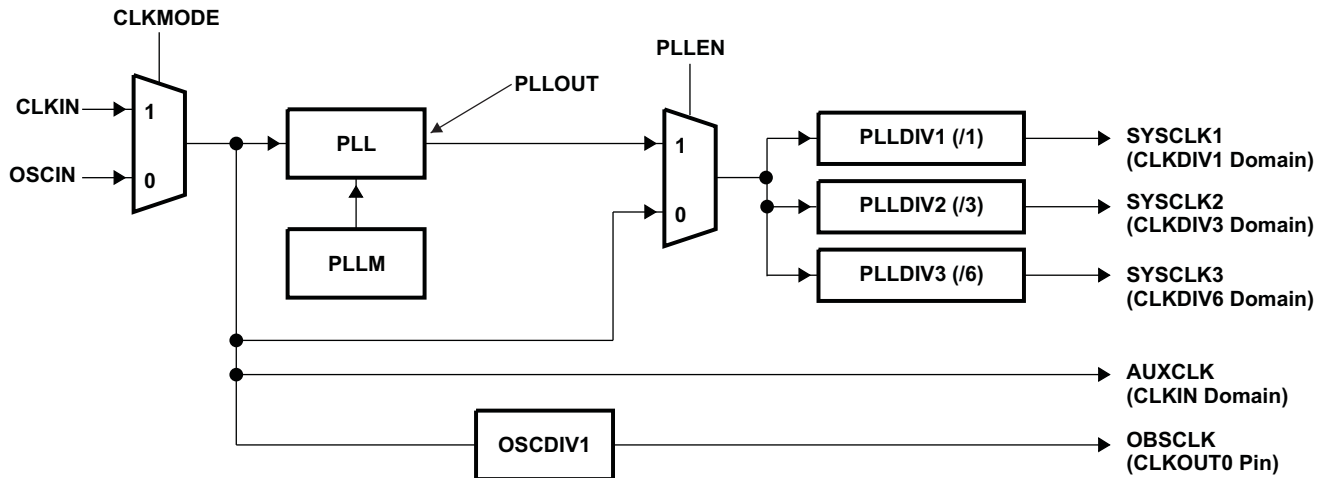 CLKMODE
CLKIN
1
OSCIN
0
PLL
PLLM
PLLOUT
PLLEN
1
0
PLLDIV1 (/1)
PLLDIV2 (/3)
PLLDIV3 (/6)
SYSCLK1
(CLKDIV1 Domain)
SYSCLK2
(CLKDIV3 Domain)
SYSCLK3
(CLKDIV6 Domain)
AUXCLK
(CLKIN Domain)
OSCDIV1
OBSCLK
(CLKOUT0 Pin)